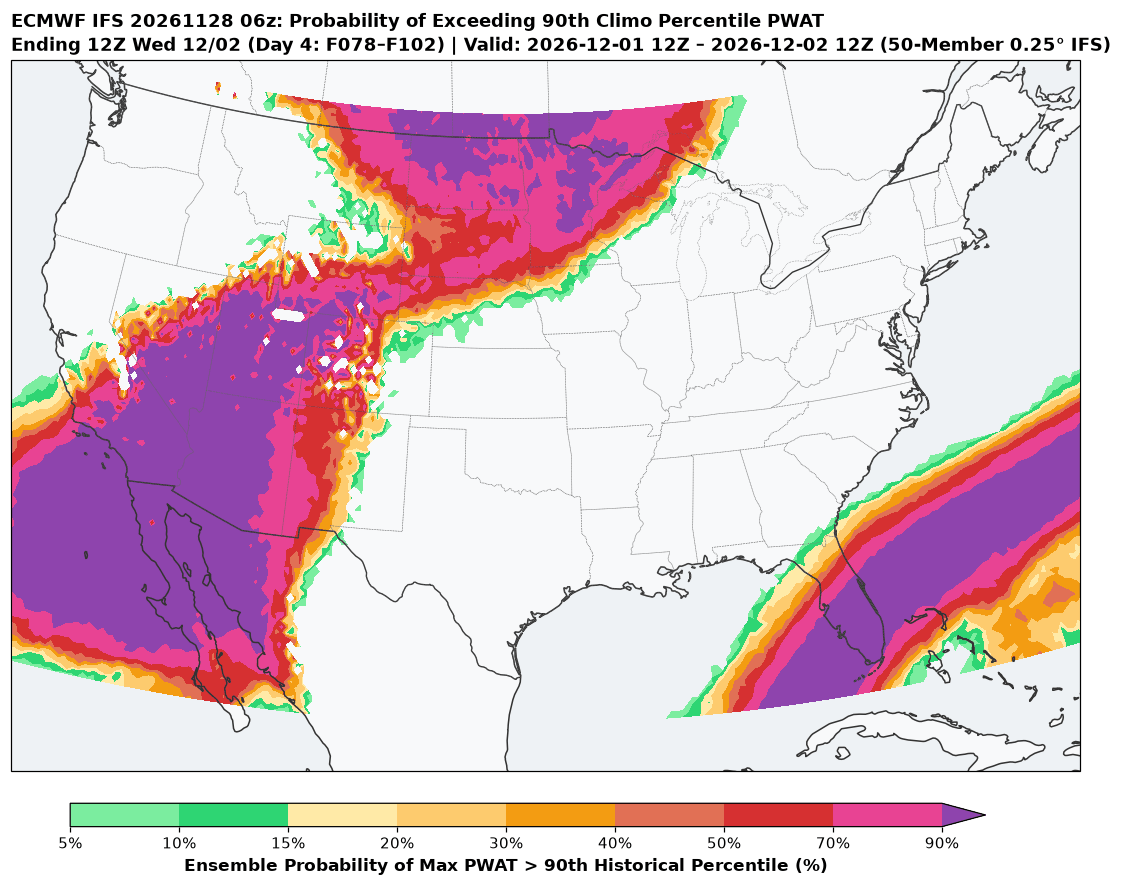 ECMWF IFS 20261128 06z: Probability of Exceeding 90th Climo Percentile PWAT
Ending 12Z Wed 12/02 (Day 4: F078–F102) | Valid: 2026-12-01 12Z – 2026-12-02 12Z (50-Member 0.25° IFS)
5% 10% 15% 20% 30% 40% 50% 70% 90%
Ensemble Probability of Max PWAT > 90th Historical Percentile (%)